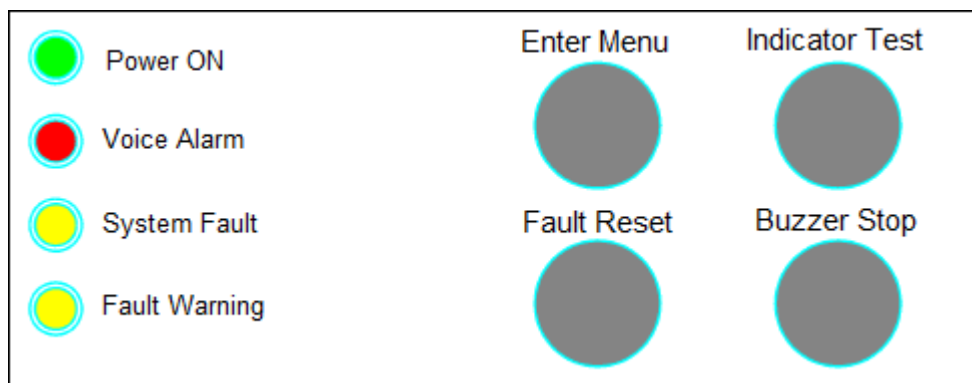 Power ON
Voice Alarm
System Fault
Fault Warning
Enter Menu
Indicator Test
Fault Reset
Buzzer Stop